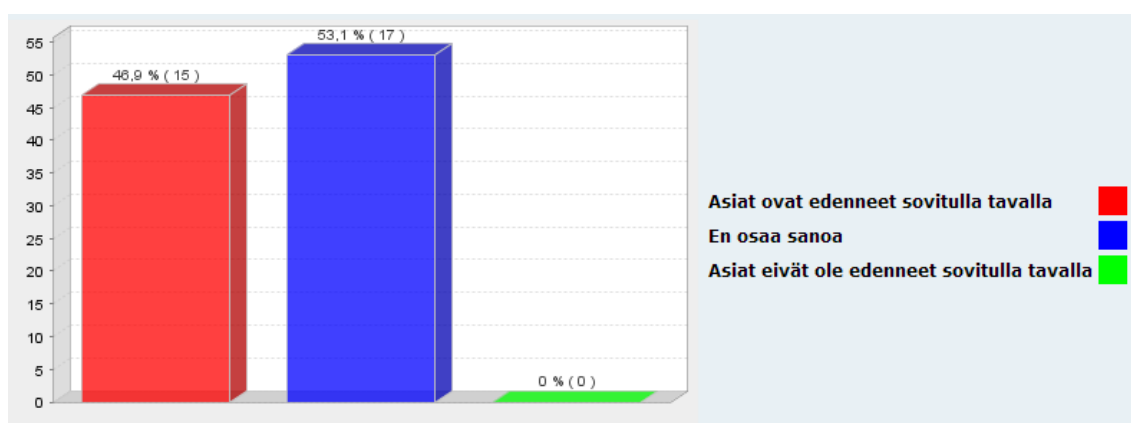 53,1 % ( 17 )
46,9 % ( 15 )
0 % ( 0 )
55
50
45
40
35
30
25
20
15
10
5
0
Asiat ovat edenneet sovitulla tavalla
En osaa sanoa
Asiat eivät ole edenneet sovitulla tavalla